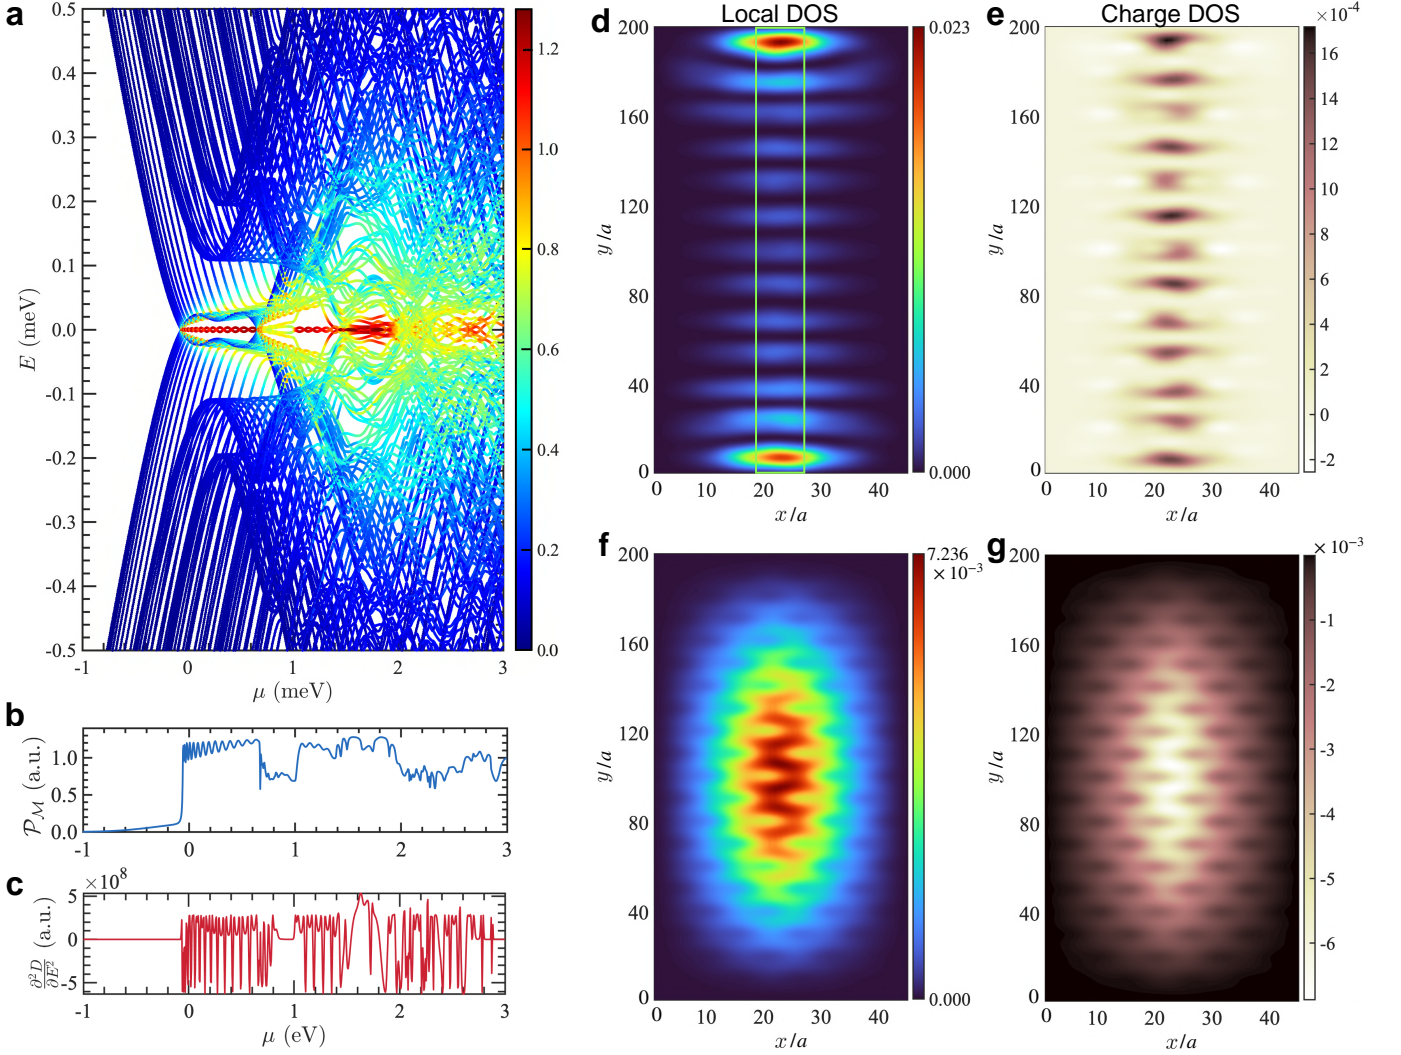 a
0.5
0.4
0.3
0.2
0.1
0.0
-0.1
-0.2
-0.3
-0.4
-0.5
E (meV)
-1 0 1 2 3
μ (meV)
1.2
1.0
0.8
0.6
0.4
0.2
0.0
b
1.0
0.5
0.0
𝒫ℳ (a.u.)
-1 0 1 2 3
c
×10⁸
5
0
-5
∂²D/∂E² (a.u.)
-1 0 1 2 3
μ (eV)
d
Local DOS
200
160
120
80
40
0
y/a
0 10 20 30 40
x/a
0.023
0.000
e
Charge DOS
×10⁻⁴
200
160
120
80
40
0
y/a
0 10 20 30 40
x/a
16
14
12
10
8
6
4
2
0
-2
f
200
160
120
80
40
0
y/a
0 10 20 30 40
x/a
7.236
× 10⁻³
0.000
g
× 10⁻³
200
160
120
80
40
0
y/a
0 10 20 30 40
x/a
-1
-2
-3
-4
-5
-6